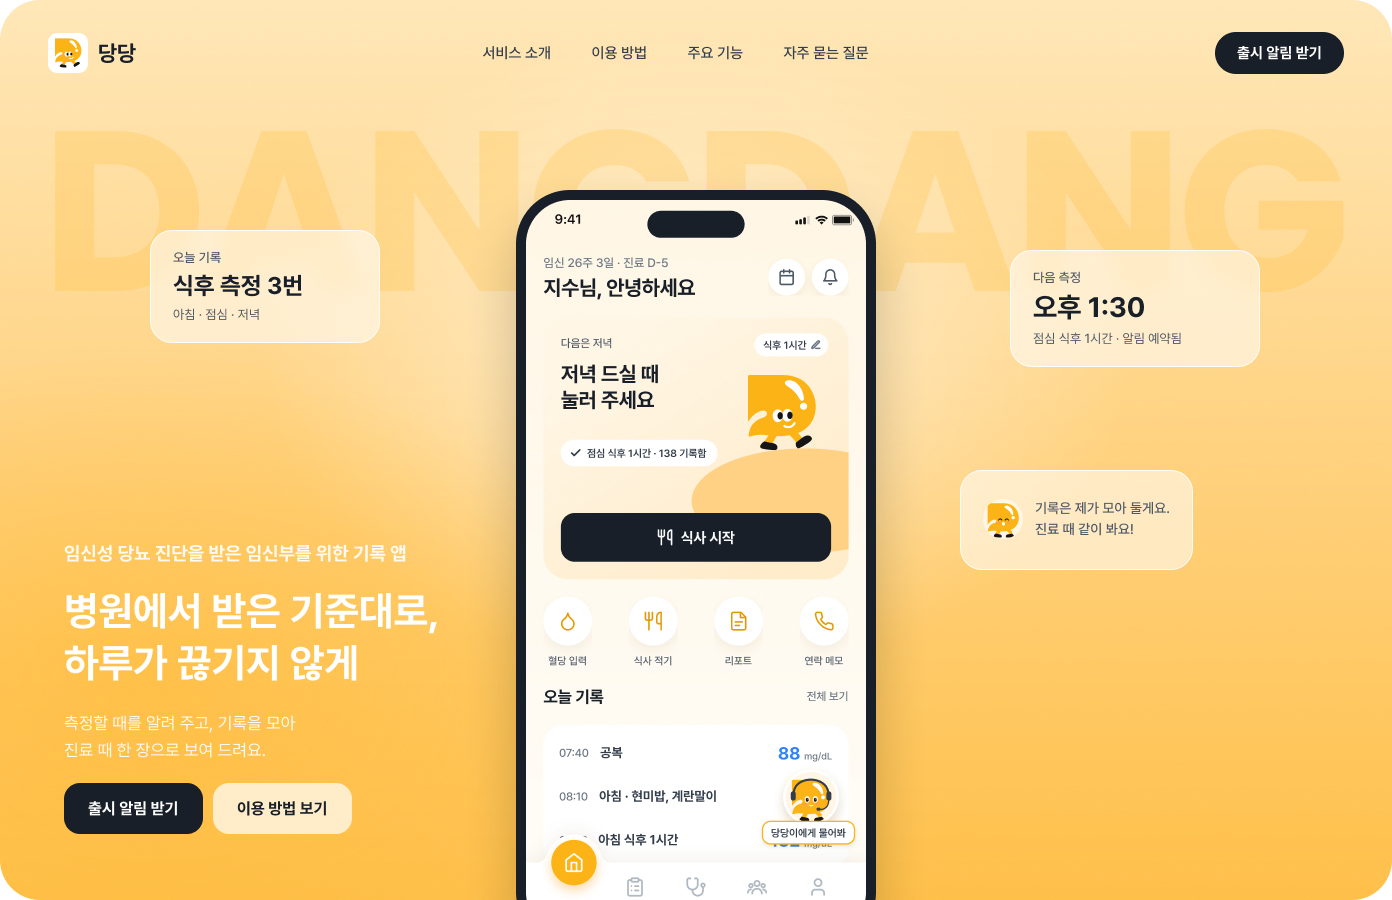 당당
서비스 소개
이용 방법
주요 기능
자주 묻는 질문
출시 알림 받기
DANGDANG
오늘 기록
식후 측정 3번
아침 · 점심 · 저녁
임신성 당뇨 진단을 받은 임신부를 위한 기록 앱
병원에서 받은 기준대로,
하루가 끊기지 않게
측정할 때를 알려 주고, 기록을 모아
진료 때 한 장으로 보여 드려요.
출시 알림 받기
이용 방법 보기
9:41
임신 26주 3일 · 진료 D-5
지수님, 안녕하세요
다음은 저녁
식후 1시간
저녁 드실 때
눌러 주세요
점심 식후 1시간 · 138 기록함
식사 시작
혈당 입력
식사 적기
리포트
연락 메모
오늘 기록
전체 보기
07:40 공복 88 mg/dL
08:10 아침 · 현미밥, 계란말이
아침 식후 1시간
당당이에게 물어봐
다음 측정
오후 1:30
점심 식후 1시간 · 알림 예약됨
기록은 제가 모아 둘게요.
진료 때 같이 봐요!